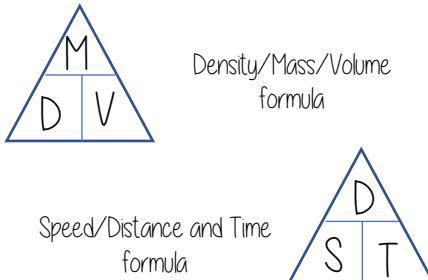 M
D V
Density/Mass/Volume
formula
D
Speed/Distance and Time
formula
S T